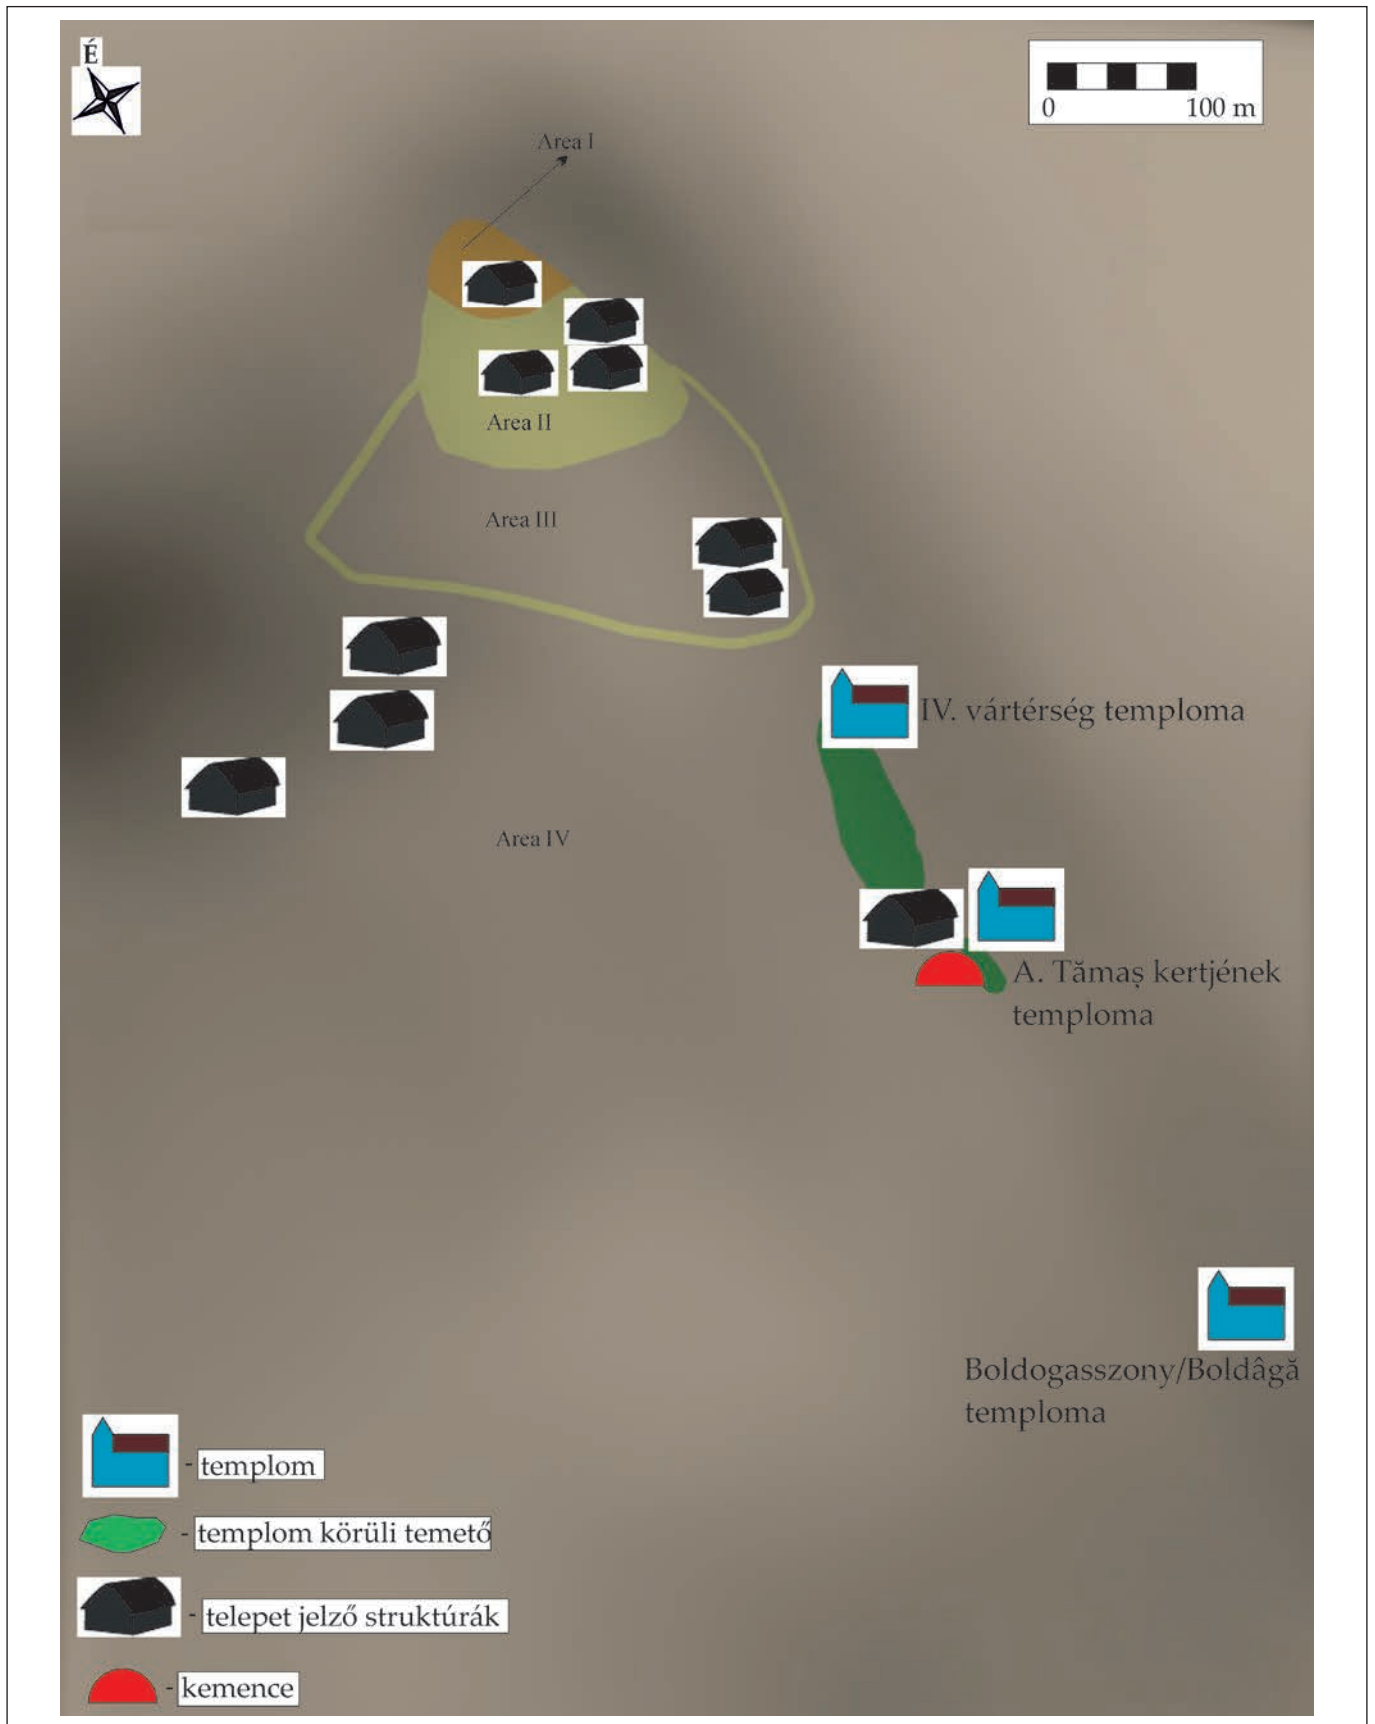 É
0 100 m
Area I
Area II
Area III
IV. vártérség temploma
Area IV
A. Tămaș kertjének
temploma
Boldogasszony/Boldâgă
temploma
- templom
- templom körüli temető
- telepet jelző struktúrák
- kemence